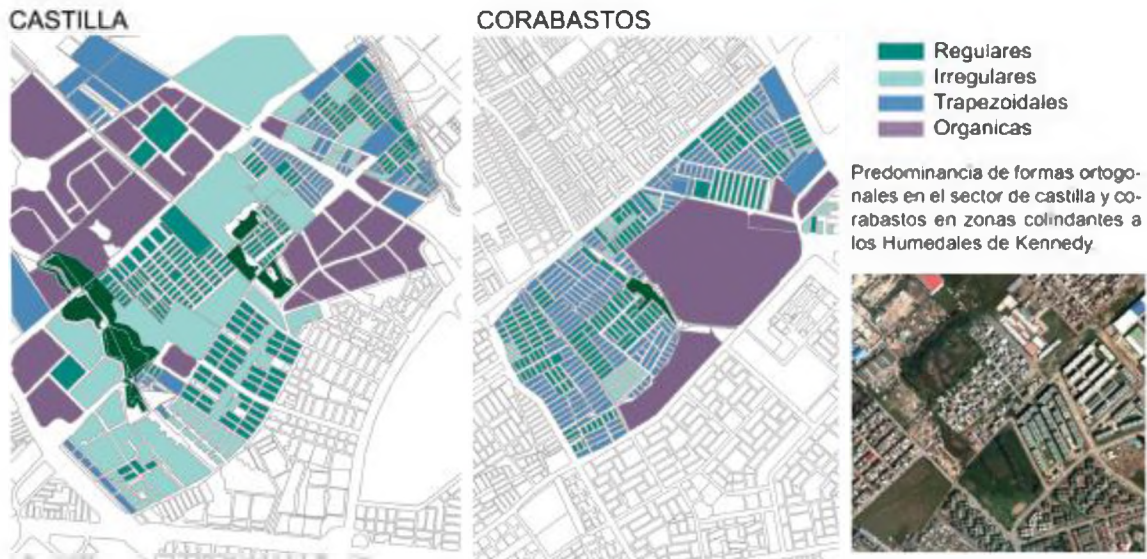 CASTILLA
CORABASTOS
Regulares
Irregulares
Trapezoidales
Organicas
Predominancia de formas ortogo-
nales en el sector de castilla y co-
rabastos en zonas colindantes a
los Humedales de Kennedy